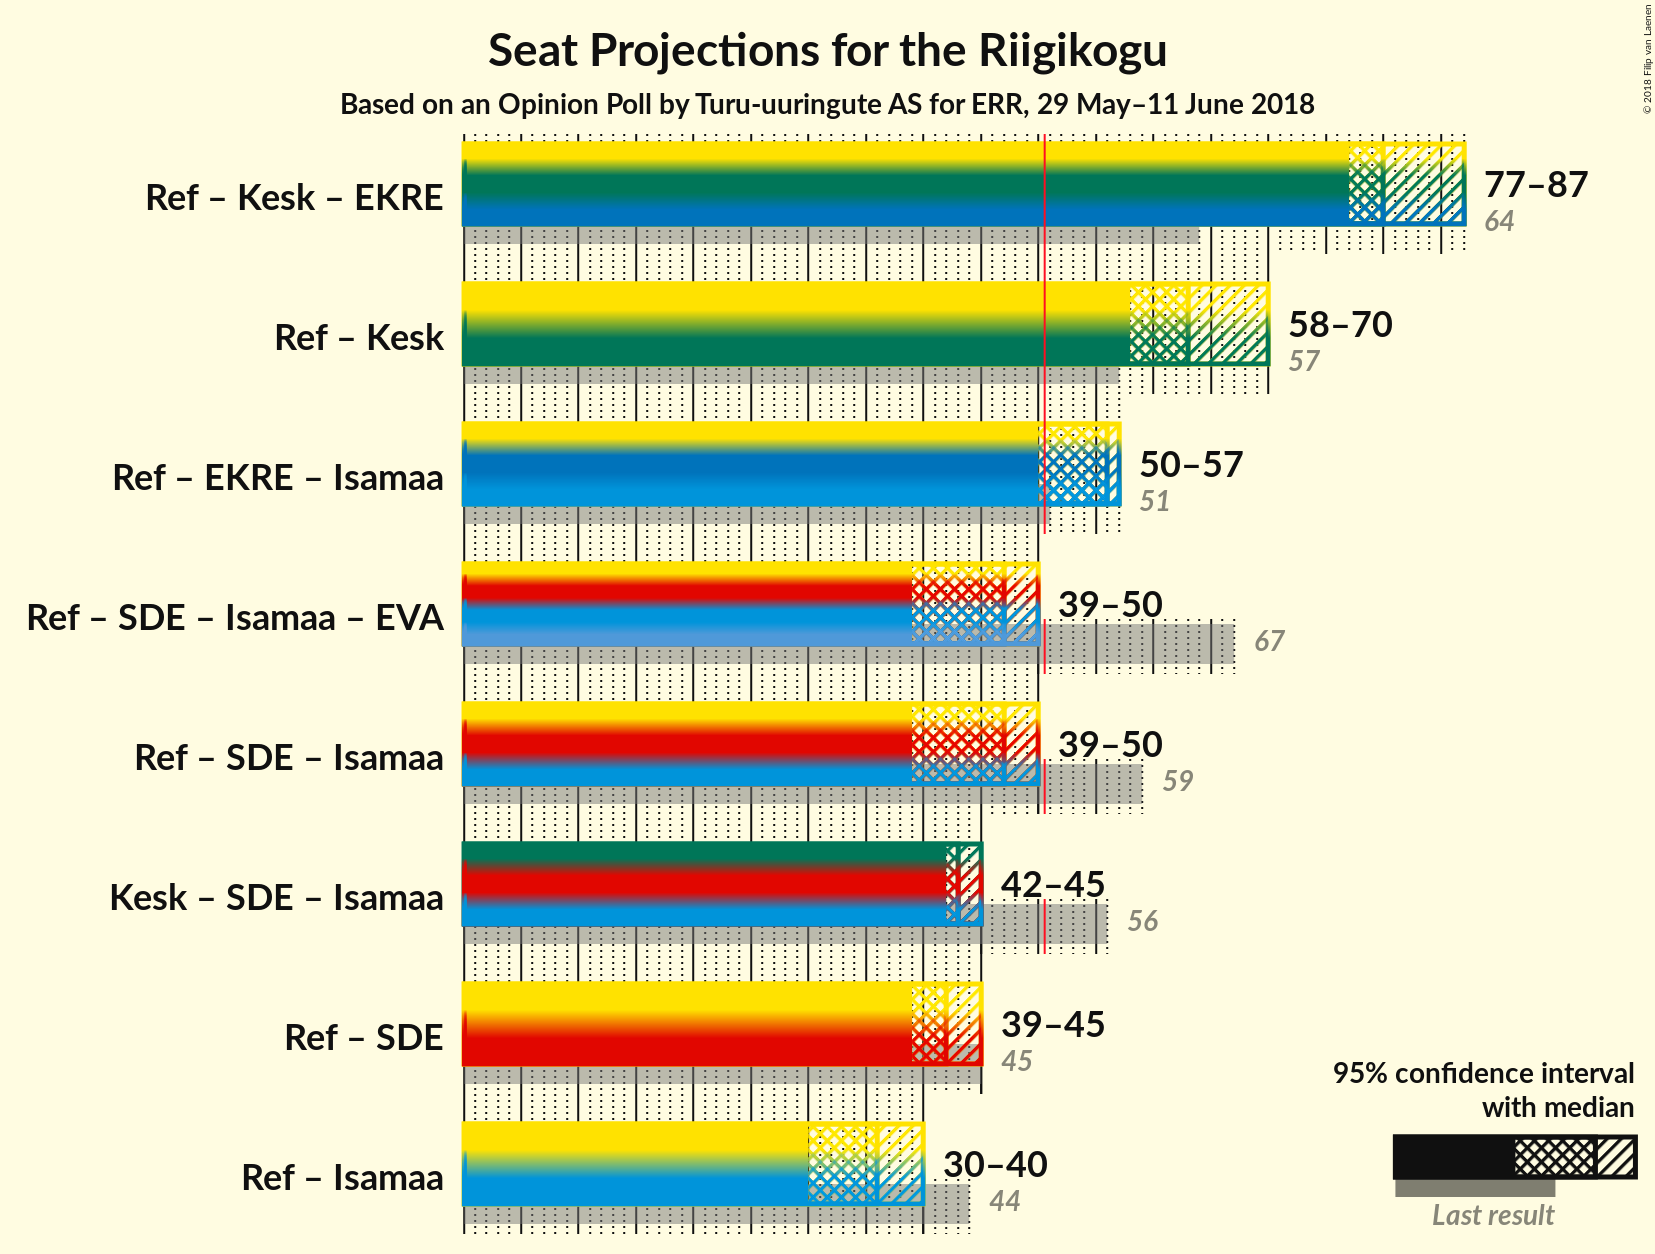 Seat Projections for the Riigikogu
Based on an Opinion Poll by Turu-uuringute AS for ERR, 29 May–11 June 2018
© 2018 Filip van Laenen
Ref – Kesk – EKRE
77–87
64
Ref – Kesk
58–70
57
Ref – EKRE – Isamaa
50–57
51
Ref – SDE – Isamaa – EVA
39–50
67
Ref – SDE – Isamaa
39–50
59
Kesk – SDE – Isamaa
42–45
56
Ref – SDE
39–45
45
Ref – Isamaa
30–40
44
95% confidence interval
with median
Last result